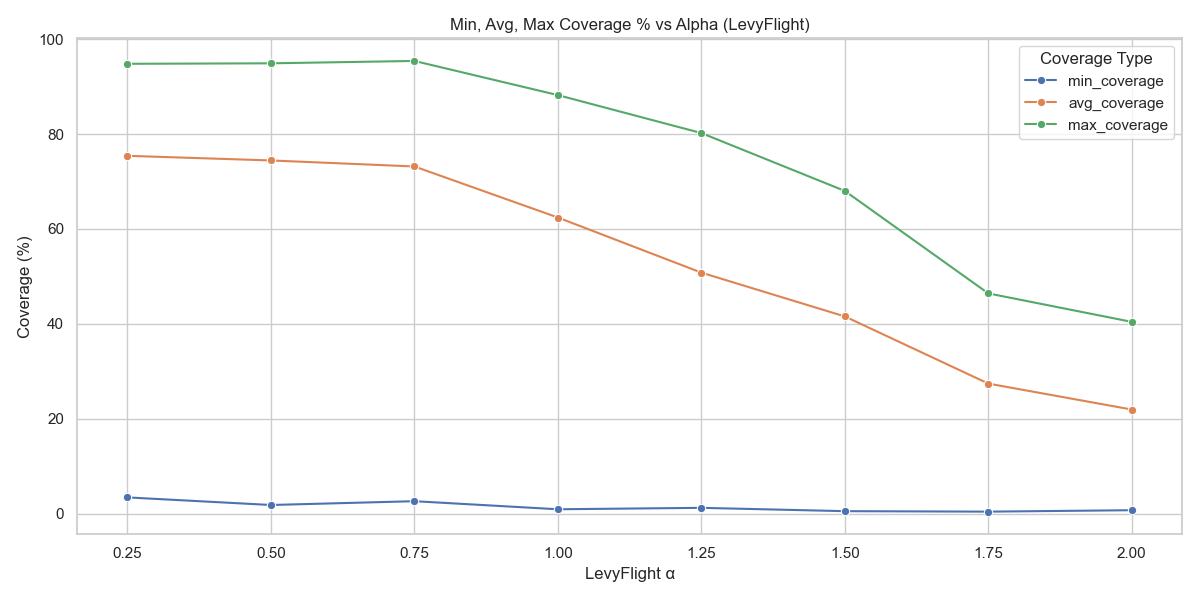 Min, Avg, Max Coverage % vs Alpha (LevyFlight)
Coverage Type
min_coverage
avg_coverage
max_coverage
Coverage (%)
100
80
60
40
20
0
0.25 0.50 0.75 1.00 1.25 1.50 1.75 2.00
LevyFlight α